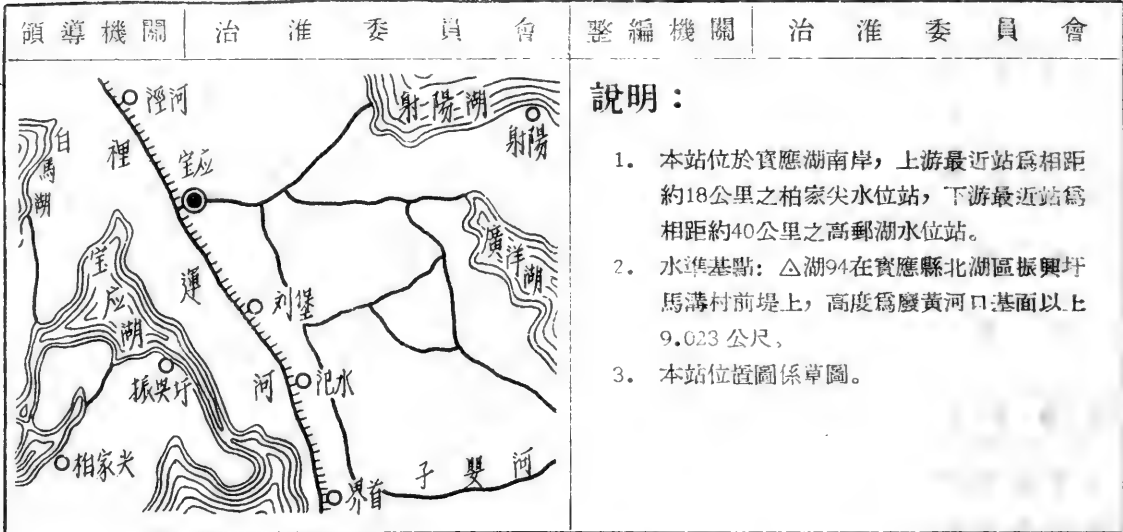 領導機關 治淮委員會 整編機關 治淮委員會
涇河
白馬湖
裡運河
宝应
射陽湖
射陽
廣洋湖
宝应湖
刘堡
振興圩
氾水
柏家尖
界首
子嬰河
說明：
1. 本站位於寶應湖南岸，上游最近站爲相距
約18公里之柏家尖水位站，下游最近站爲
相距約40公里之高郵湖水位站。
2. 水準基點：△湖94在寶應縣北湖區振興圩
馬溝村前堤上，高度爲廢黃河口基面以上
9.023 公尺。
3. 本站位置圖係草圖。